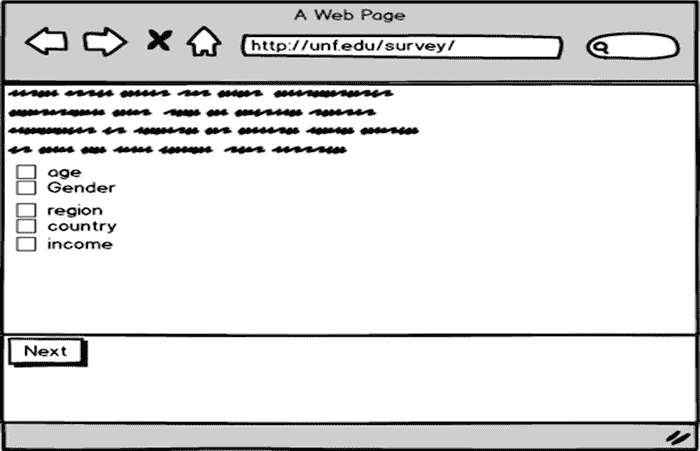 A Web Page
http://unf.edu/survey/
age
Gender
region
country
income
Next